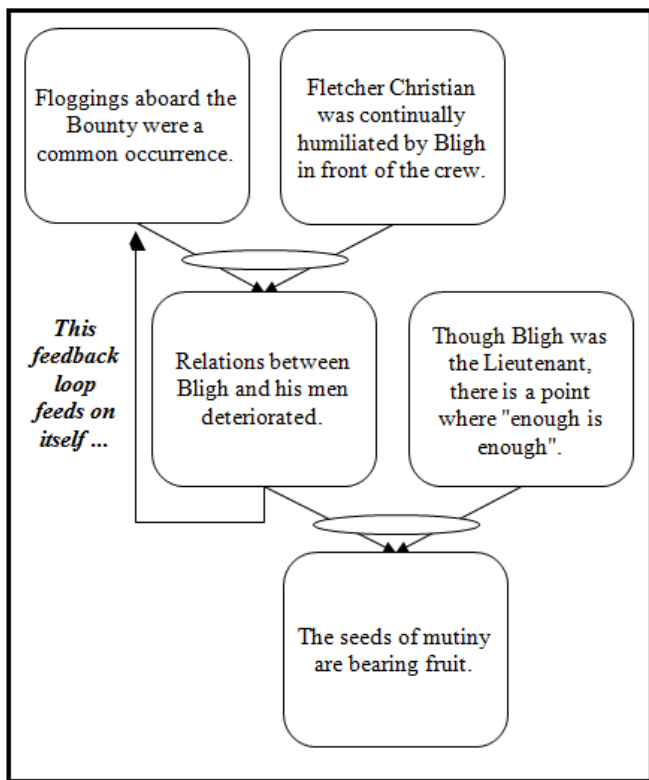 Floggings aboard the
Bounty were a
common occurrence.
Fletcher Christian
was continually
humiliated by Bligh
in front of the crew.
This
feedback
loop
feeds on
itself ...
Relations between
Bligh and his men
deteriorated.
Though Bligh was
the Lieutenant,
there is a point
where "enough is
enough".
The seeds of mutiny
are bearing fruit.